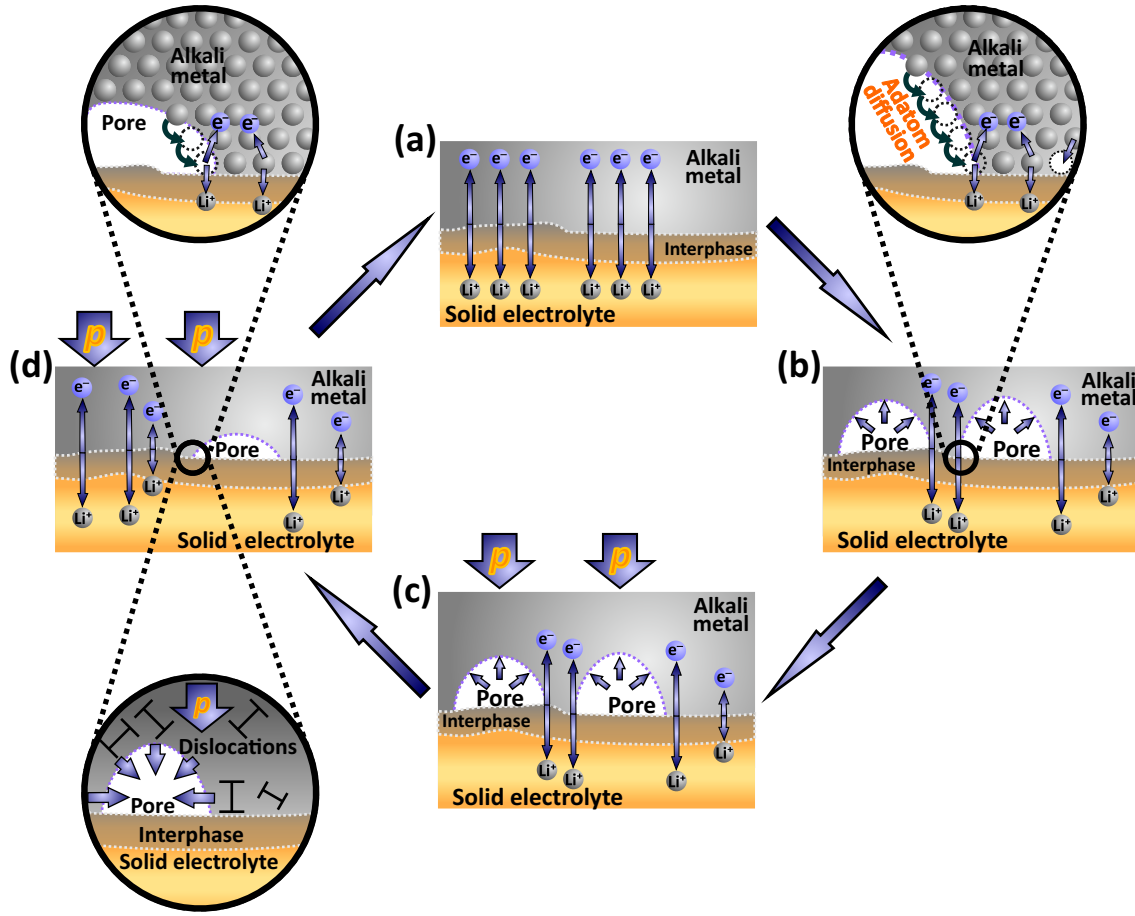 Alkali
metal
Pore
e⁻ e⁻
Li⁺ Li⁺
(a)
e⁻ e⁻ e⁻ e⁻ e⁻ e⁻
Alkali
metal
Interphase
Li⁺ Li⁺ Li⁺ Li⁺ Li⁺ Li⁺
Solid electrolyte
Alkali
metal
Adatom
diffusion
e⁻ e⁻
Li⁺ Li⁺
(d)
p p
e⁻ e⁻ e⁻ e⁻ e⁻
Alkali
metal
Pore
Li⁺ Li⁺ Li⁺ Li⁺ Li⁺
Solid electrolyte
(b)
e⁻ e⁻ e⁻ e⁻
Alkali
metal
Pore Pore
Interphase
Li⁺ Li⁺ Li⁺ Li⁺
Solid electrolyte
(c)
p p
Alkali
metal
e⁻ e⁻ e⁻ e⁻
Pore Pore
Interphase
Li⁺ Li⁺ Li⁺ Li⁺
Solid electrolyte
p
Dislocations
Pore
Interphase
Solid electrolyte